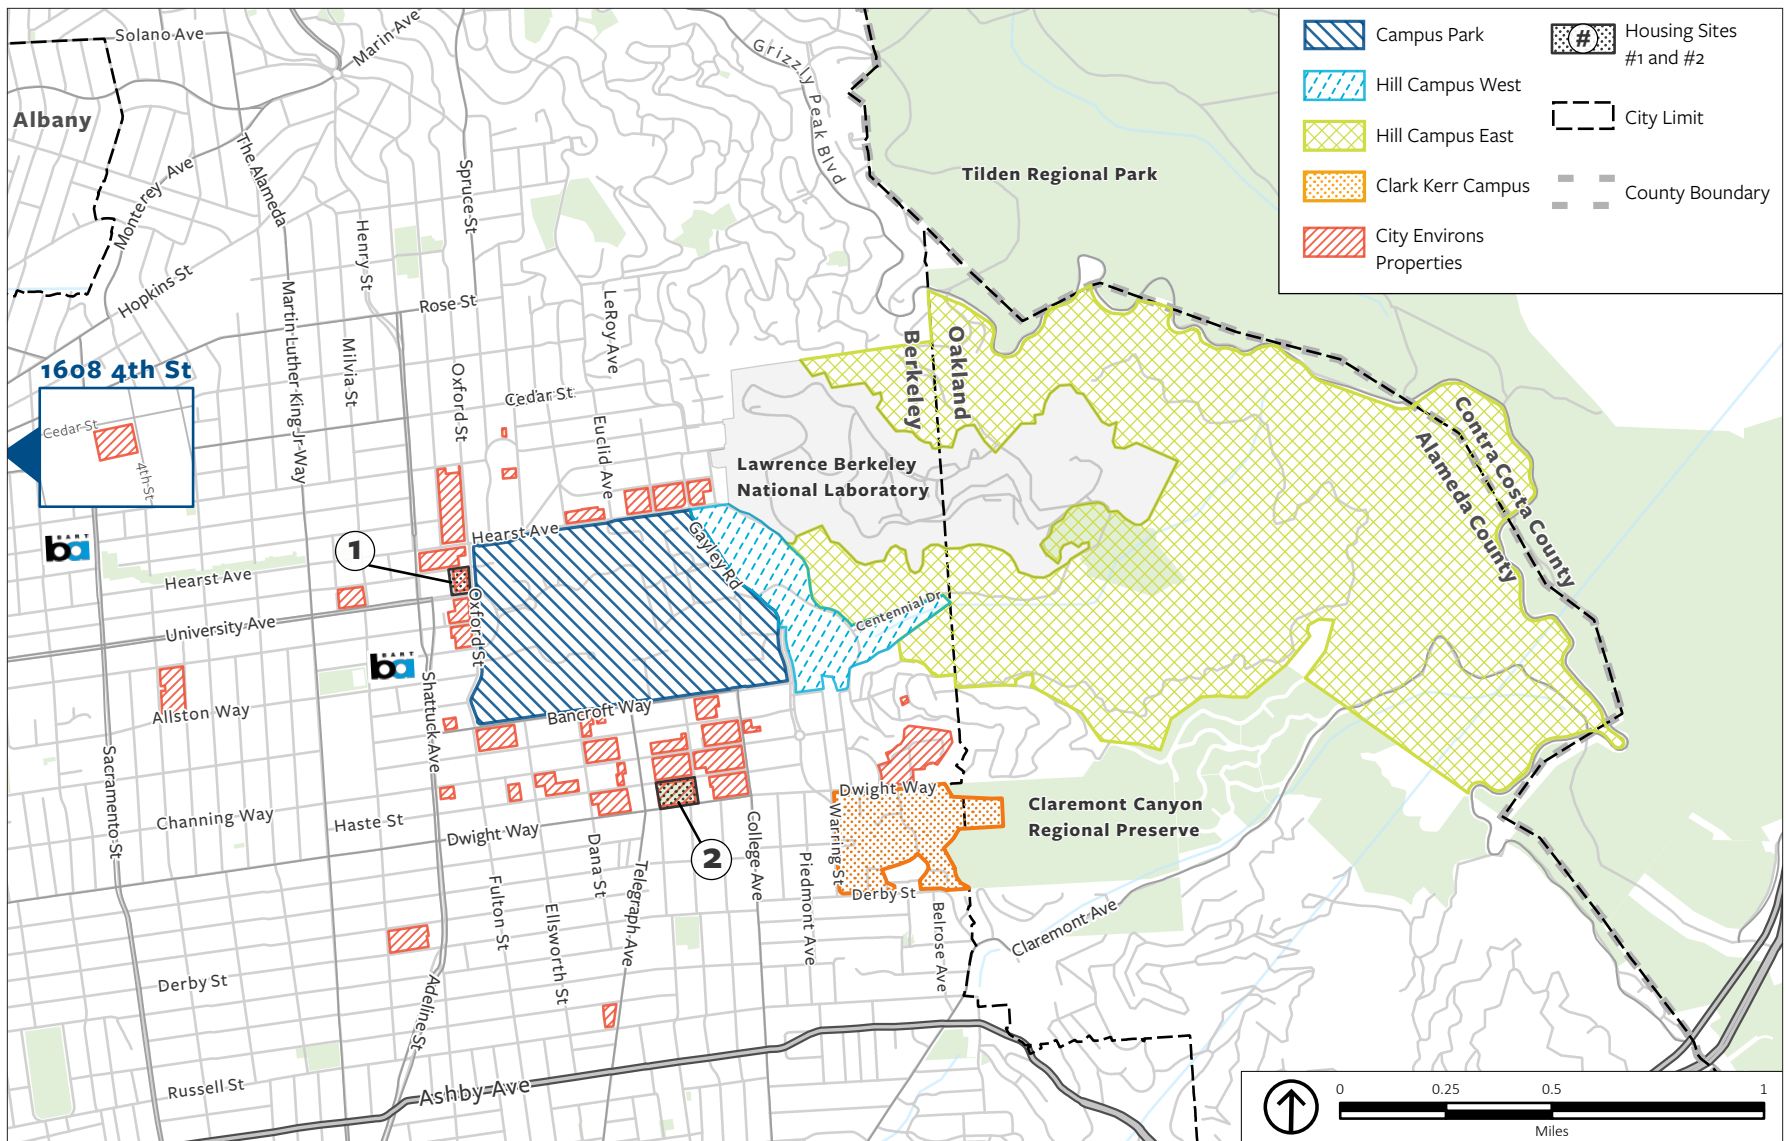 Solano Ave
Marin Ave
Albany
Monterey Ave
The Alameda
Spruce St
Grizzly Peak Blvd
Tilden Regional Park
Campus Park
Hill Campus West
Hill Campus East
Clark Kerr Campus
City Environs
Properties
#
Housing Sites
#1 and #2
City Limit
County Boundary
Hopkins St
Henry St
Rose St
Martin Luther King Jr Way
Milvia St
LeRoy Ave
Oxford St
Cedar St
Euclid Ave
Berkeley
Oakland
1608 4th St
Cedar St
4th St
Lawrence Berkeley
National Laboratory
Contra Costa County
Alameda County
BART
ba
Hearst Ave
1
Hearst Ave
Gayley Rd
Oxford St
Centennial Dr
University Ave
BART
ba
Shattuck Ave
Allston Way
Bancroft Way
Sacramento St
Channing Way
Haste St
Dwight Way
Dwight Way
Claremont Canyon
Regional Preserve
2
Warring St
College Ave
Dana St
Telegraph Ave
Piedmont Ave
Derby St
Fulton St
Ellsworth St
Belrose Ave
Claremont Ave
Derby St
Adeline St
Russell St
Ashby Ave
0
0.25
0.5
1
Miles